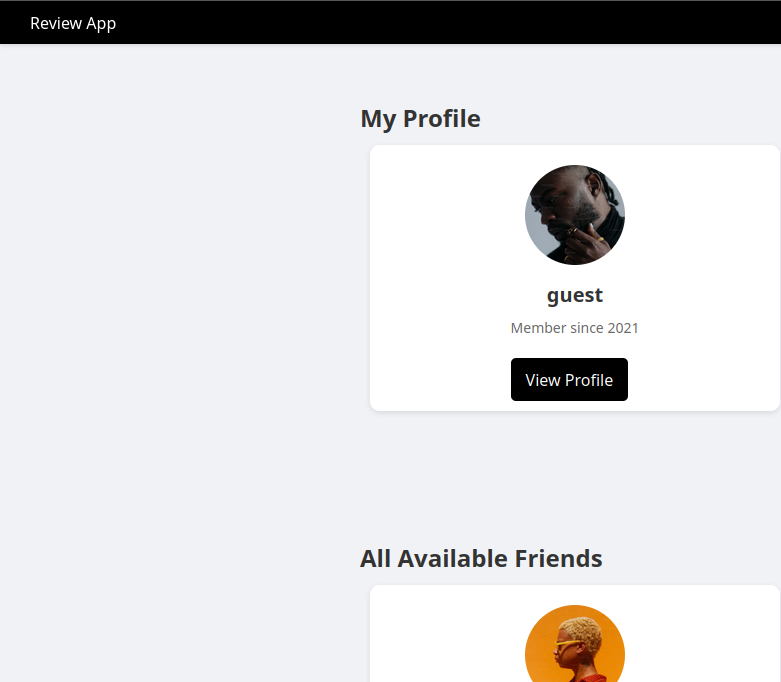 Review App
My Profile
guest
Member since 2021
View Profile
All Available Friends